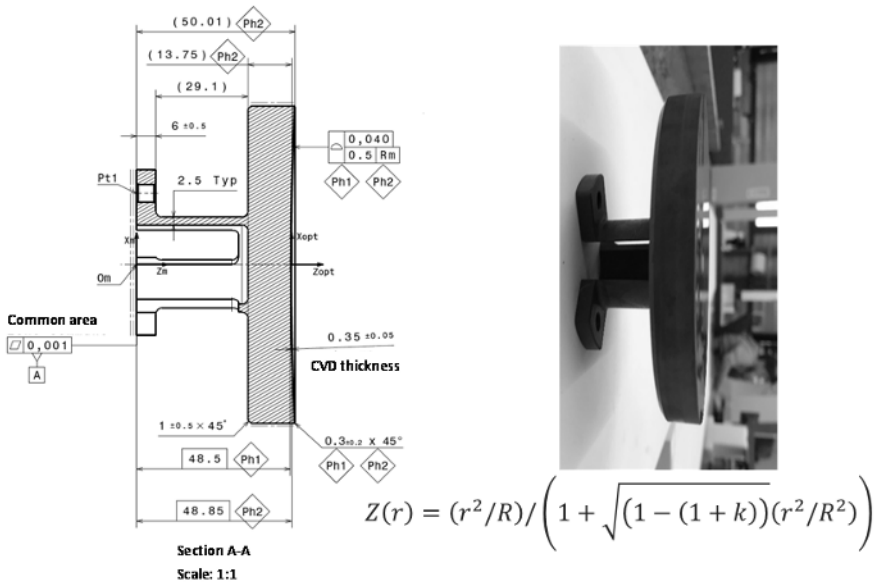 (50.01) Ph2
(13.75) Ph2
(29.1)
6 ±0.5
0,040
0.5 Rm
Ph1 Ph2
Pt1
2.5 Typ
Xm
Xopt
Zm
Zopt
Om
Common area
0,001
A
0.35 ±0.05
CVD thickness
1 ±0.5 × 45°
0.3±0.2 x 45°
Ph1 Ph2
48.5 Ph1
48.85 Ph2
Z(r) = (r²/R)/(1 + √(1 − (1 + k))(r²/R²))
Section A-A
Scale: 1:1